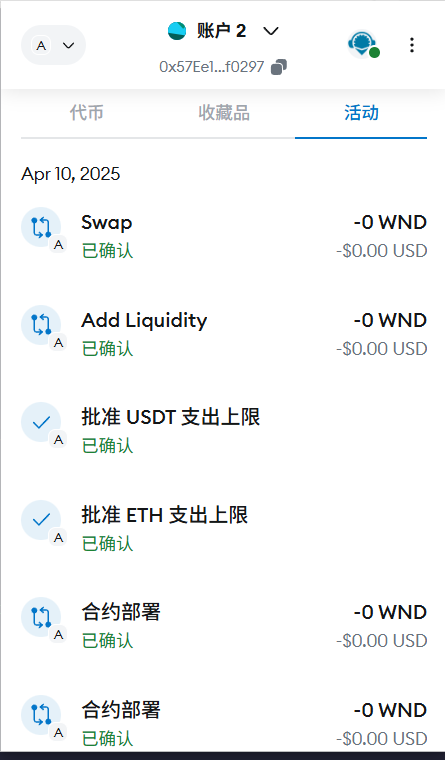 A
账户 2
0x57Ee1...f0297
代币
收藏品
活动
Apr 10, 2025
Swap
-0 WND
A
已确认
-$0.00 USD
Add Liquidity
-0 WND
A
已确认
-$0.00 USD
批准 USDT 支出上限
A
已确认
批准 ETH 支出上限
A
已确认
合约部署
-0 WND
A
已确认
-$0.00 USD
合约部署
-0 WND
A
已确认
-$0.00 USD